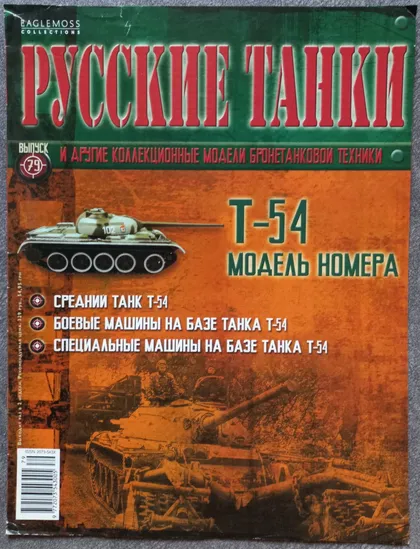 EAGLEMOSS
COLLECTIONS
РУССКИЕ ТАНКИ
ВЫПУСК
79
И ДРУГИЕ КОЛЛЕКЦИОННЫЕ МОДЕЛИ БРОНЕТАНКОВОЙ ТЕХНИКИ
Т-54
МОДЕЛЬ НОМЕРА
102
СРЕДНИЙ ТАНК Т-54
БОЕВЫЕ МАШИНЫ НА БАЗЕ ТАНКА Т-54
СПЕЦИАЛЬНЫЕ МАШИНЫ НА БАЗЕ ТАНКА Т-54